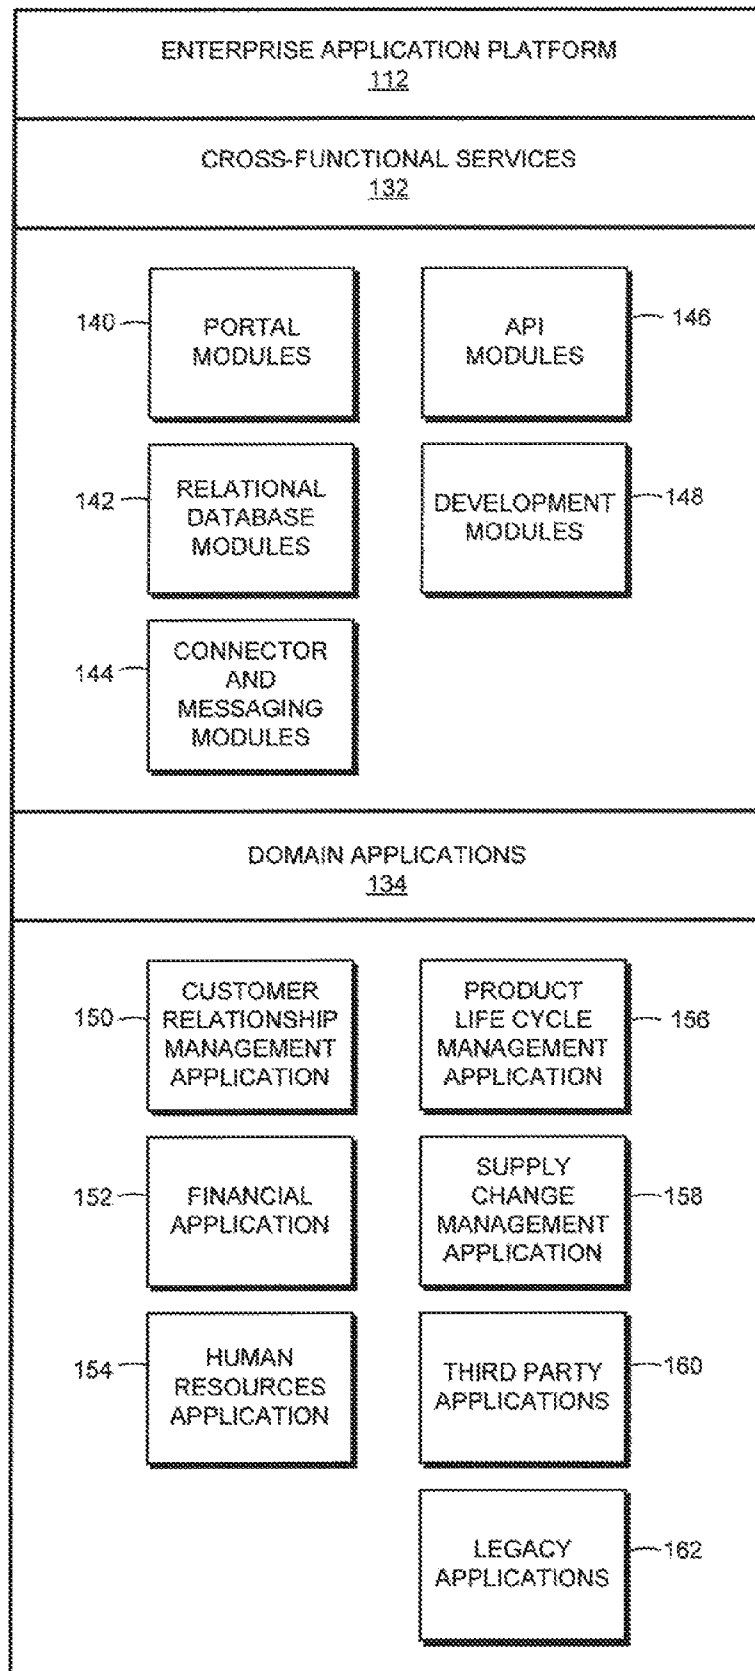 ENTERPRISE APPLICATION PLATFORM
112
CROSS-FUNCTIONAL SERVICES
132
140
PORTAL
MODULES
API
MODULES
146
142
RELATIONAL
DATABASE
MODULES
DEVELOPMENT
MODULES
148
144
CONNECTOR
AND
MESSAGING
MODULES
DOMAIN APPLICATIONS
134
150
CUSTOMER
RELATIONSHIP
MANAGEMENT
APPLICATION
PRODUCT
LIFE CYCLE
MANAGEMENT
APPLICATION
156
152
FINANCIAL
APPLICATION
SUPPLY
CHANGE
MANAGEMENT
APPLICATION
158
154
HUMAN
RESOURCES
APPLICATION
THIRD PARTY
APPLICATIONS
160
LEGACY
APPLICATIONS
162